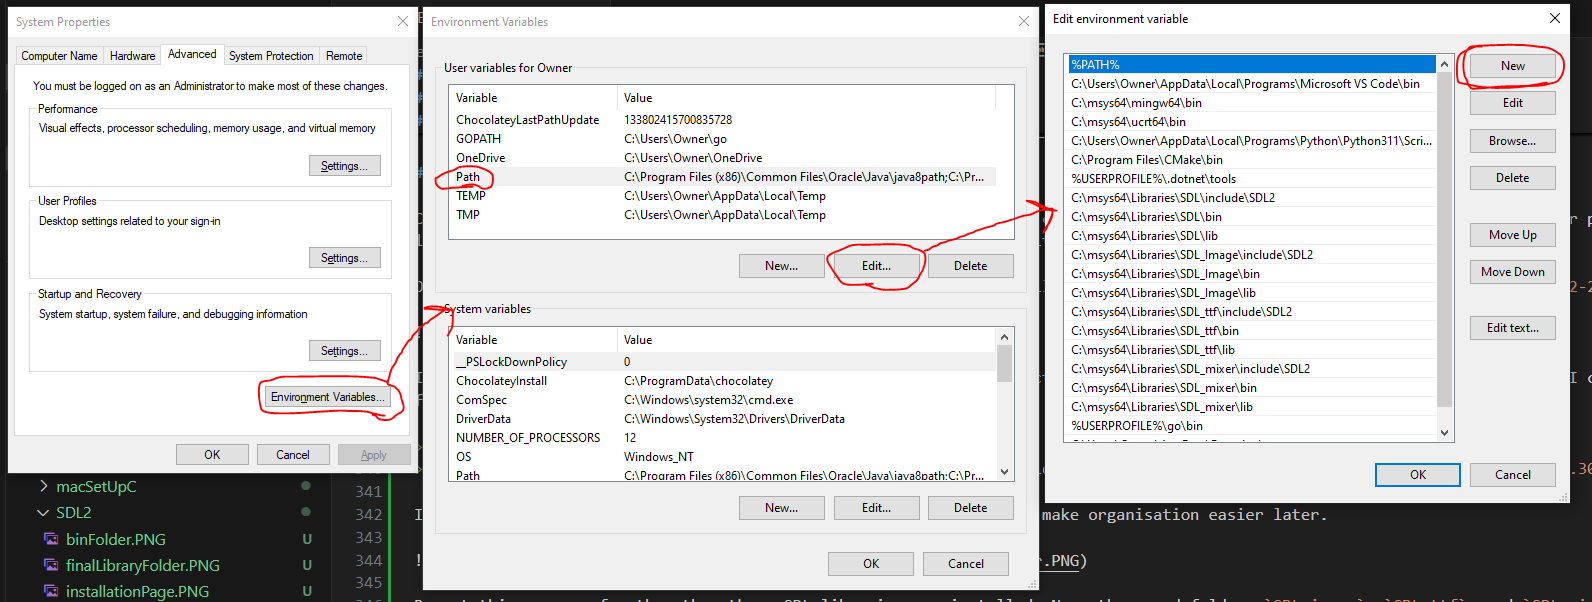 System Properties
Computer Name
Hardware
Advanced
System Protection
Remote
You must be logged on as an Administrator to make most of these changes.
Performance
Visual effects, processor scheduling, memory usage, and virtual memory
Settings...
User Profiles
Desktop settings related to your sign-in
Settings...
Startup and Recovery
System startup, system failure, and debugging information
Settings...
Environment Variables...
OK
Cancel
Apply
Environment Variables
User variables for Owner
Variable Value
ChocolateyLastPathUpdate 133802415700835728
GOPATH C:\Users\Owner\go
OneDrive C:\Users\Owner\OneDrive
Path C:\Program Files (x86)\Common Files\Oracle\Java\java8path;C:\Pr...
TEMP C:\Users\Owner\AppData\Local\Temp
TMP C:\Users\Owner\AppData\Local\Temp
New...
Edit...
Delete
System variables
Variable Value
__PSLockDownPolicy 0
ChocolateyInstall C:\ProgramData\chocolatey
ComSpec C:\Windows\system32\cmd.exe
DriverData C:\Windows\System32\Drivers\DriverData
NUMBER_OF_PROCESSORS 12
OS Windows_NT
Path C:\Program Files (x86)\Common Files\Oracle\Java\java8path;C:\Pr...
New...
Edit...
Delete
OK
Cancel
Edit environment variable
%PATH%
C:\Users\Owner\AppData\Local\Programs\Microsoft VS Code\bin
C:\msys64\mingw64\bin
C:\msys64\ucrt64\bin
C:\Users\Owner\AppData\Local\Programs\Python\Python311\Scri...
C:\Program Files\CMake\bin
%USERPROFILE%\.dotnet\tools
C:\msys64\Libraries\SDL\include\SDL2
C:\msys64\Libraries\SDL\bin
C:\msys64\Libraries\SDL\lib
C:\msys64\Libraries\SDL_Image\include\SDL2
C:\msys64\Libraries\SDL_Image\bin
C:\msys64\Libraries\SDL_Image\lib
C:\msys64\Libraries\SDL_ttf\include\SDL2
C:\msys64\Libraries\SDL_ttf\bin
C:\msys64\Libraries\SDL_ttf\lib
C:\msys64\Libraries\SDL_mixer\include\SDL2
C:\msys64\Libraries\SDL_mixer\bin
C:\msys64\Libraries\SDL_mixer\lib
%USERPROFILE%\go\bin
New
Edit
Browse...
Delete
Move Up
Move Down
Edit text...
OK
Cancel
macSetUpC
SDL2
binFolder.PNG U
finalLibraryFolder.PNG U
installationPage.PNG U
341
342
343
344
345
make organisation easier later.
r.PNG)